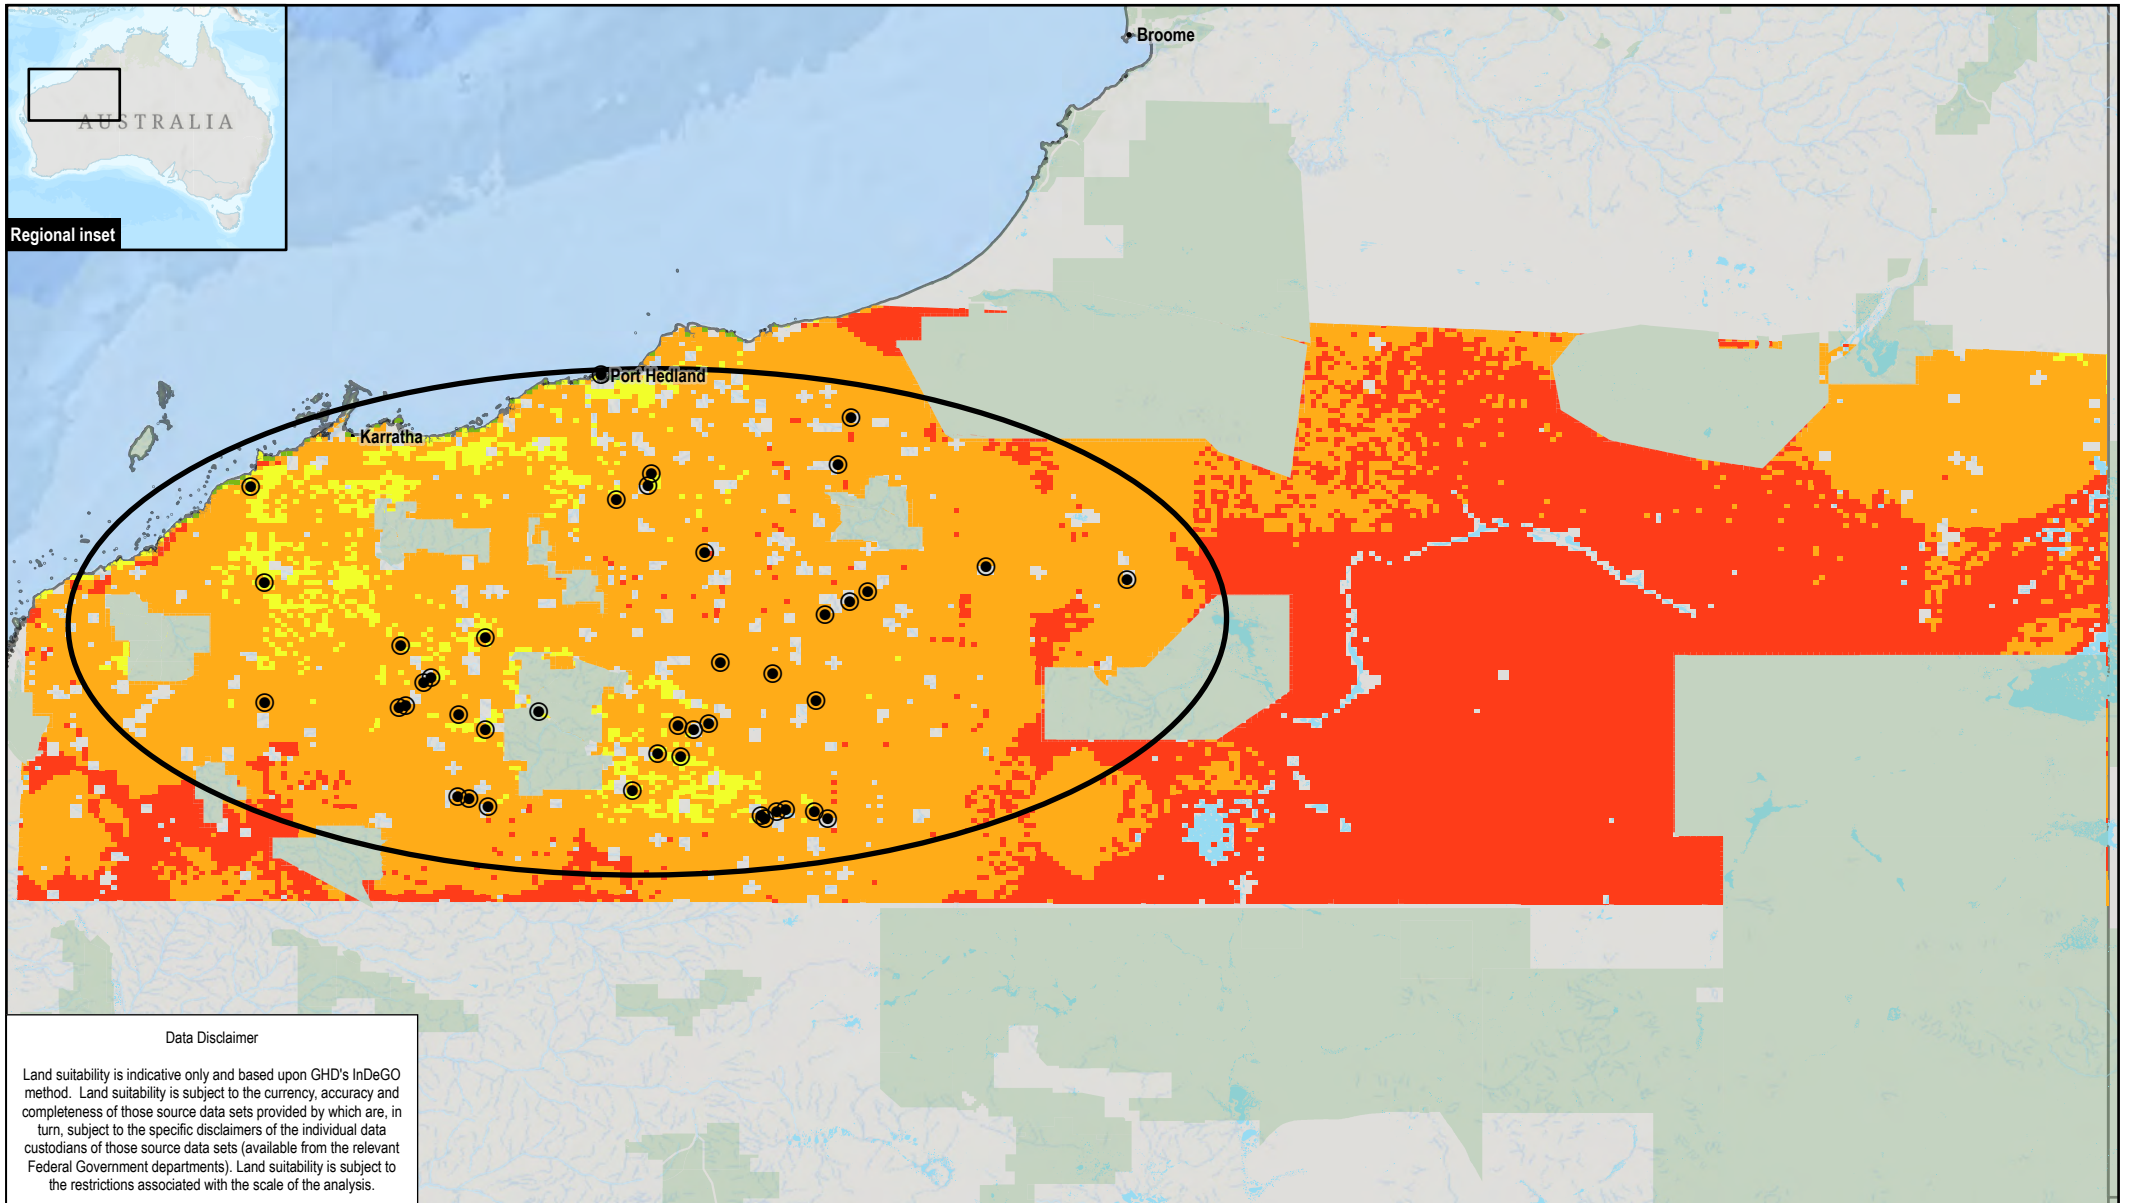 Broome
AUSTRALIA
Regional inset
Port Hedland
Karratha
Data Disclaimer
Land suitability is indicative only and based upon GHD's InDeGO
method. Land suitability is subject to the currency, accuracy and
completeness of those source data sets provided by which are, in
turn, subject to the specific disclaimers of the individual data
custodians of those source data sets (available from the relevant
Federal Government departments). Land suitability is subject to
the restrictions associated with the scale of the analysis.